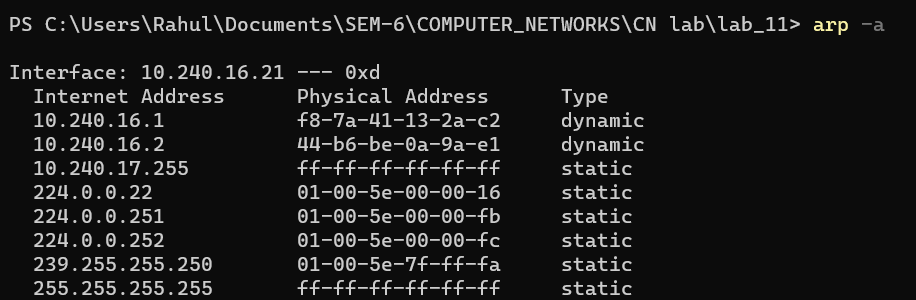 PS C:\Users\Rahul\Documents\SEM-6\COMPUTER_NETWORKS\CN lab\lab_11> arp -a
Interface: 10.240.16.21 --- 0xd
Internet Address Physical Address Type
10.240.16.1 f8-7a-41-13-2a-c2 dynamic
10.240.16.2 44-b6-be-0a-9a-e1 dynamic
10.240.17.255 ff-ff-ff-ff-ff-ff static
224.0.0.22 01-00-5e-00-00-16 static
224.0.0.251 01-00-5e-00-00-fb static
224.0.0.252 01-00-5e-00-00-fc static
239.255.255.250 01-00-5e-7f-ff-fa static
255.255.255.255 ff-ff-ff-ff-ff-ff static